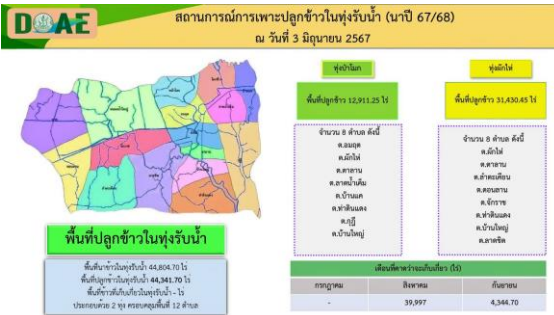 DOAE
สถานการณ์การเพาะปลูกข้าวในทุ่งรับน้ำ (นาปี 67/68)
ณ วันที่ 3 มิถุนายน 2567
ทุ่งป่าโมก
พื้นที่ปลูกข้าว 12,911.25 ไร่
จำนวน 8 ตำบล ดังนี้
ต.อมฤต
ต.ผักไห่
ต.ตาลาน
ต.ลาดน้ำเค็ม
ต.บ้านแค
ต.ท่าดินแดง
ต.กุฎี
ต.บ้านใหญ่
ทุ่งผักไห่
พื้นที่ปลูกข้าว 31,430.45 ไร่
จำนวน 8 ตำบล ดังนี้
ต.ผักไห่
ต.ตาลาน
ต.ลำตะเคียน
ต.ดอนลาน
ต.จักราช
ต.ท่าดินแดง
ต.บ้านใหญ่
ต.ลาดชิด
พื้นที่ปลูกข้าวในทุ่งรับน้ำ
พื้นที่นาข้าวในทุ่งรับน้ำ 44,804.70 ไร่
พื้นที่ปลูกข้าวในทุ่งรับน้ำ 44,341.70 ไร่
พื้นที่ข้าวที่เก็บเกี่ยวในทุ่งรับน้ำ - ไร่
ประกอบด้วย 2 ทุ่ง ครอบคลุมพื้นที่ 12 ตำบล
เดือนที่คาดว่าจะเก็บเกี่ยว (ไร่)
กรกฎาคม สิงหาคม กันยายน
- 39,997 4,344.70